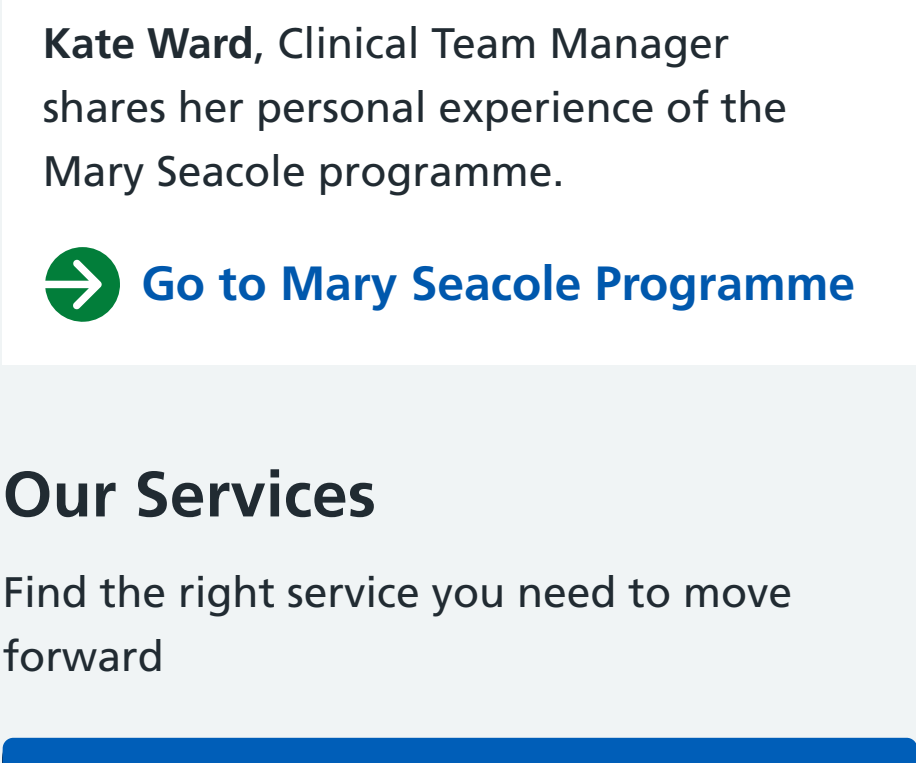 Kate Ward, Clinical Team Manager
shares her personal experience of the
Mary Seacole programme.
Go to Mary Seacole Programme
Our Services
Find the right service you need to move
forward